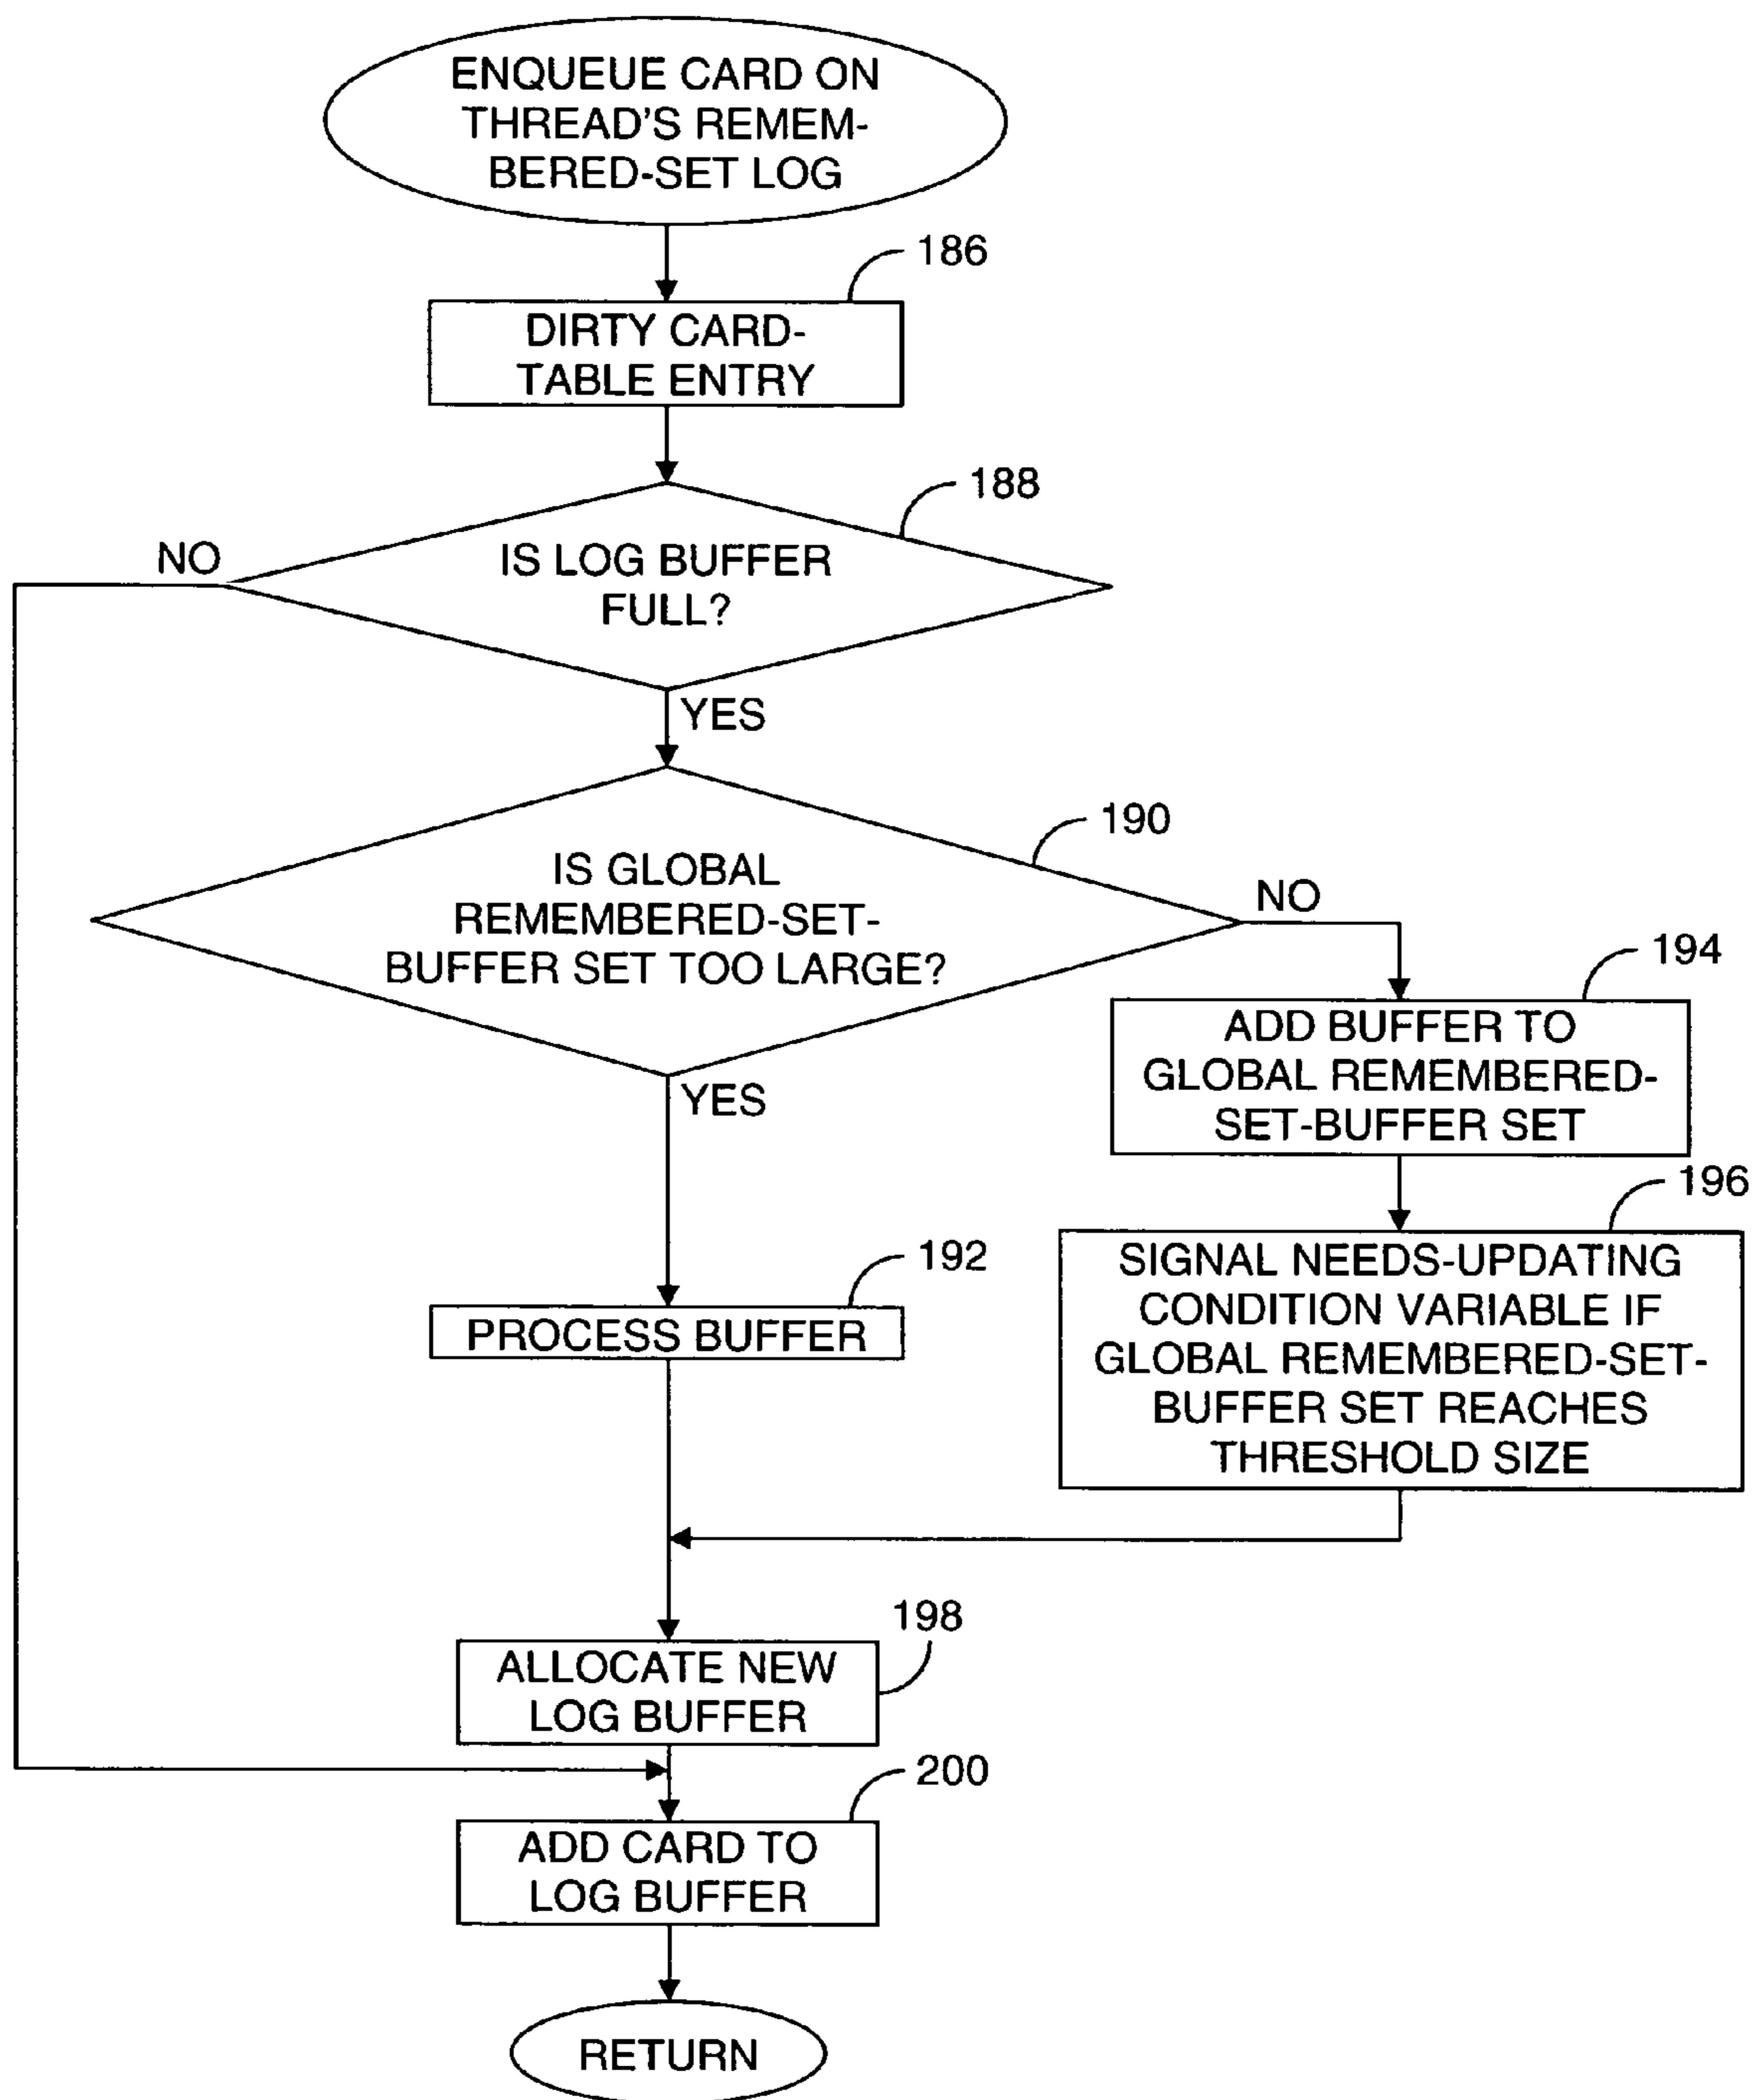 ENQUEUE CARD ON
THREAD'S REMEM-
BERED-SET LOG
186
DIRTY CARD-
TABLE ENTRY
188
NO
IS LOG BUFFER
FULL?
YES
190
IS GLOBAL
REMEMBERED-SET-
BUFFER SET TOO LARGE?
NO
194
ADD BUFFER TO
GLOBAL REMEMBERED-
SET-BUFFER SET
YES
196
SIGNAL NEEDS-UPDATING
CONDITION VARIABLE IF
GLOBAL REMEMBERED-SET-
BUFFER SET REACHES
THRESHOLD SIZE
192
PROCESS BUFFER
198
ALLOCATE NEW
LOG BUFFER
200
ADD CARD TO
LOG BUFFER
RETURN